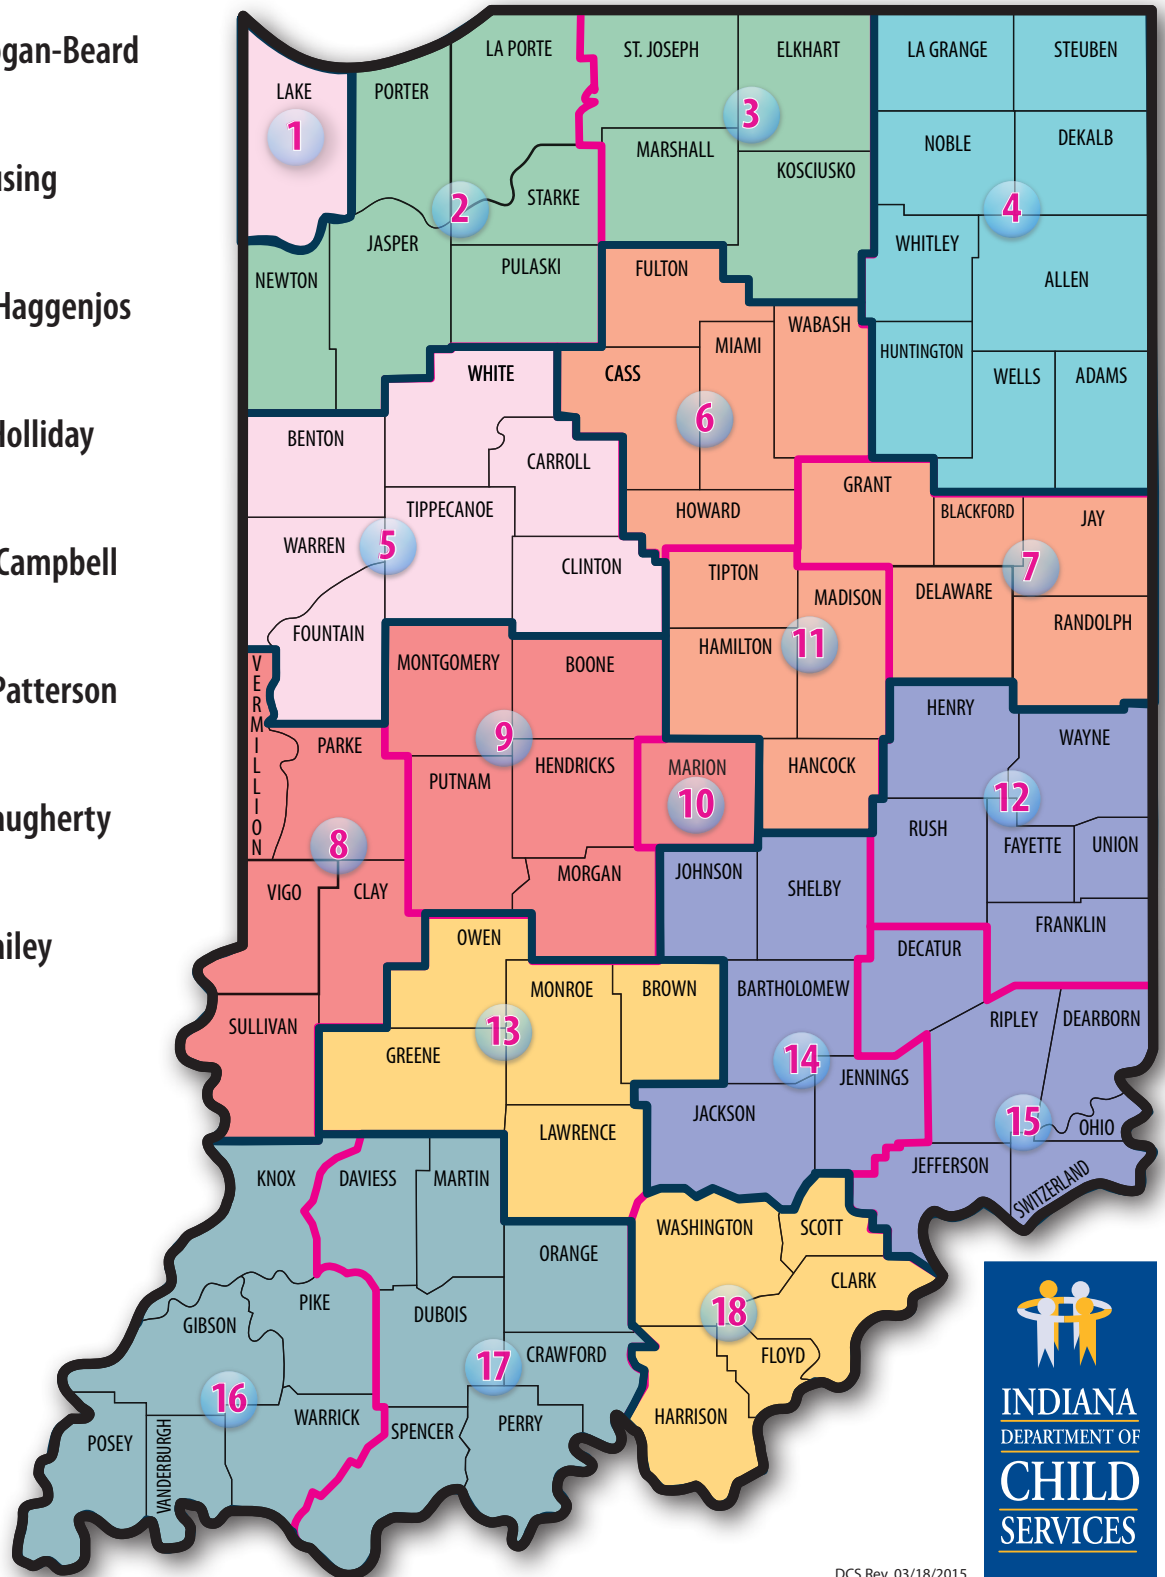 ogan-Beard
using
Haggenjos
Holliday
Campbell
Patterson
augherty
ailey
LA PORTE
ST. JOSEPH
ELKHART
LA GRANGE
STEUBEN
LAKE
PORTER
1
3
MARSHALL
NOBLE
DEKALB
KOSCIUSKO
STARKE
2
4
JASPER
WHITLEY
PULASKI
FULTON
NEWTON
ALLEN
WABASH
MIAMI
HUNTINGTON
WHITE
CASS
WELLS
ADAMS
6
BENTON
CARROLL
GRANT
TIPPECANOE
HOWARD
BLACKFORD
JAY
WARREN
5
CLINTON
TIPTON
7
MADISON
DELAWARE
FOUNTAIN
HAMILTON
11
RANDOLPH
MONTGOMERY
BOONE
VERMILLION
HENRY
PARKE
9
WAYNE
PUTNAM
HENDRICKS
MARION
HANCOCK
10
12
RUSH
8
FAYETTE
UNION
VIGO
CLAY
MORGAN
JOHNSON
SHELBY
FRANKLIN
OWEN
DECATUR
MONROE
BROWN
BARTHOLOMEW
SULLIVAN
13
RIPLEY
DEARBORN
GREENE
14
JENNINGS
JACKSON
15
OHIO
LAWRENCE
JEFFERSON
KNOX
DAVIESS
MARTIN
SWITZERLAND
WASHINGTON
SCOTT
ORANGE
CLARK
PIKE
DUBOIS
18
GIBSON
CRAWFORD
FLOYD
17
16
WARRICK
SPENCER
PERRY
HARRISON
POSEY
VANDERBURGH
INDIANA
DEPARTMENT OF
CHILD
SERVICES
DCS Rev. 03/18/2015